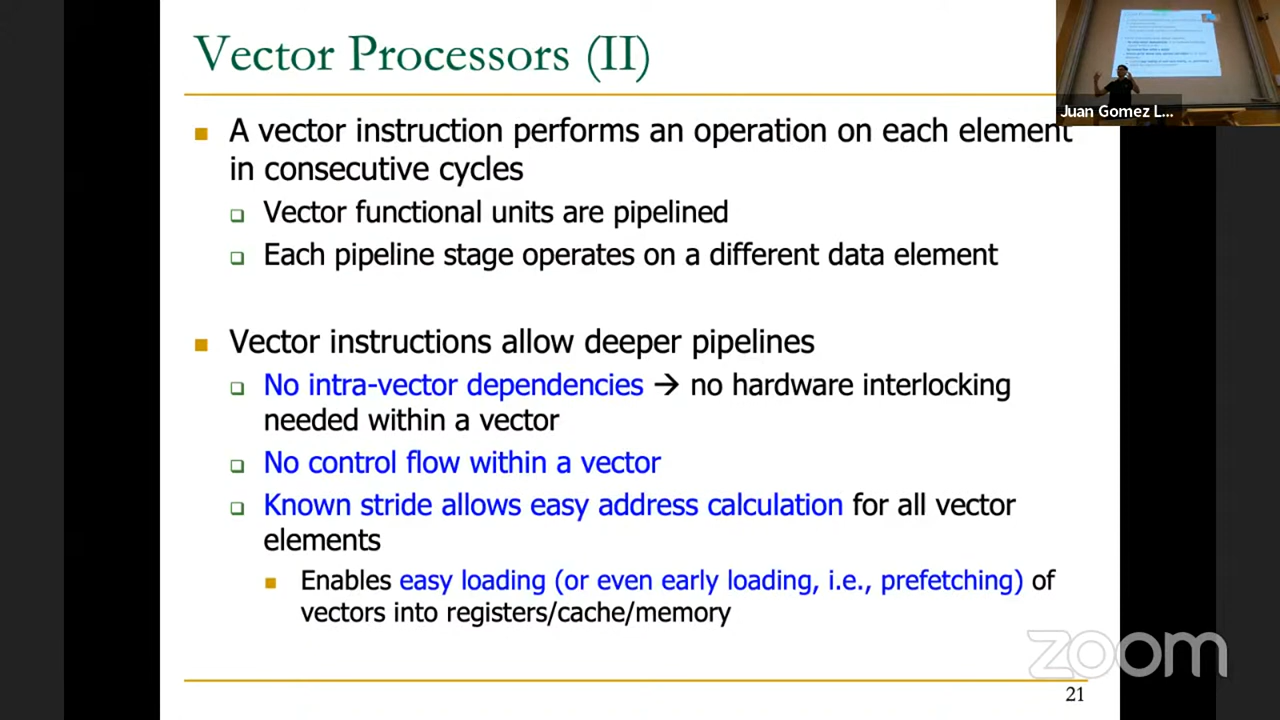 Vector Processors (II)
Juan Gomez L...
A vector instruction performs an operation on each element
in consecutive cycles
Vector functional units are pipelined
Each pipeline stage operates on a different data element
Vector instructions allow deeper pipelines
No intra-vector dependencies → no hardware interlocking
needed within a vector
No control flow within a vector
Known stride allows easy address calculation for all vector
elements
Enables easy loading (or even early loading, i.e., prefetching) of
vectors into registers/cache/memory
zoom
21